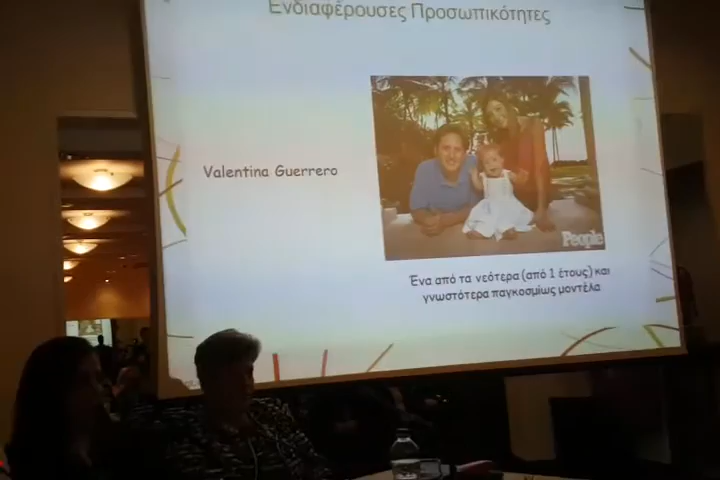 Ενδιαφέρουσες Προσωπικότητες
Valentina Guerrero
People
Ένα από τα νεότερα (από 1 έτους) και
γνωστότερα παγκοσμίως μοντέλα